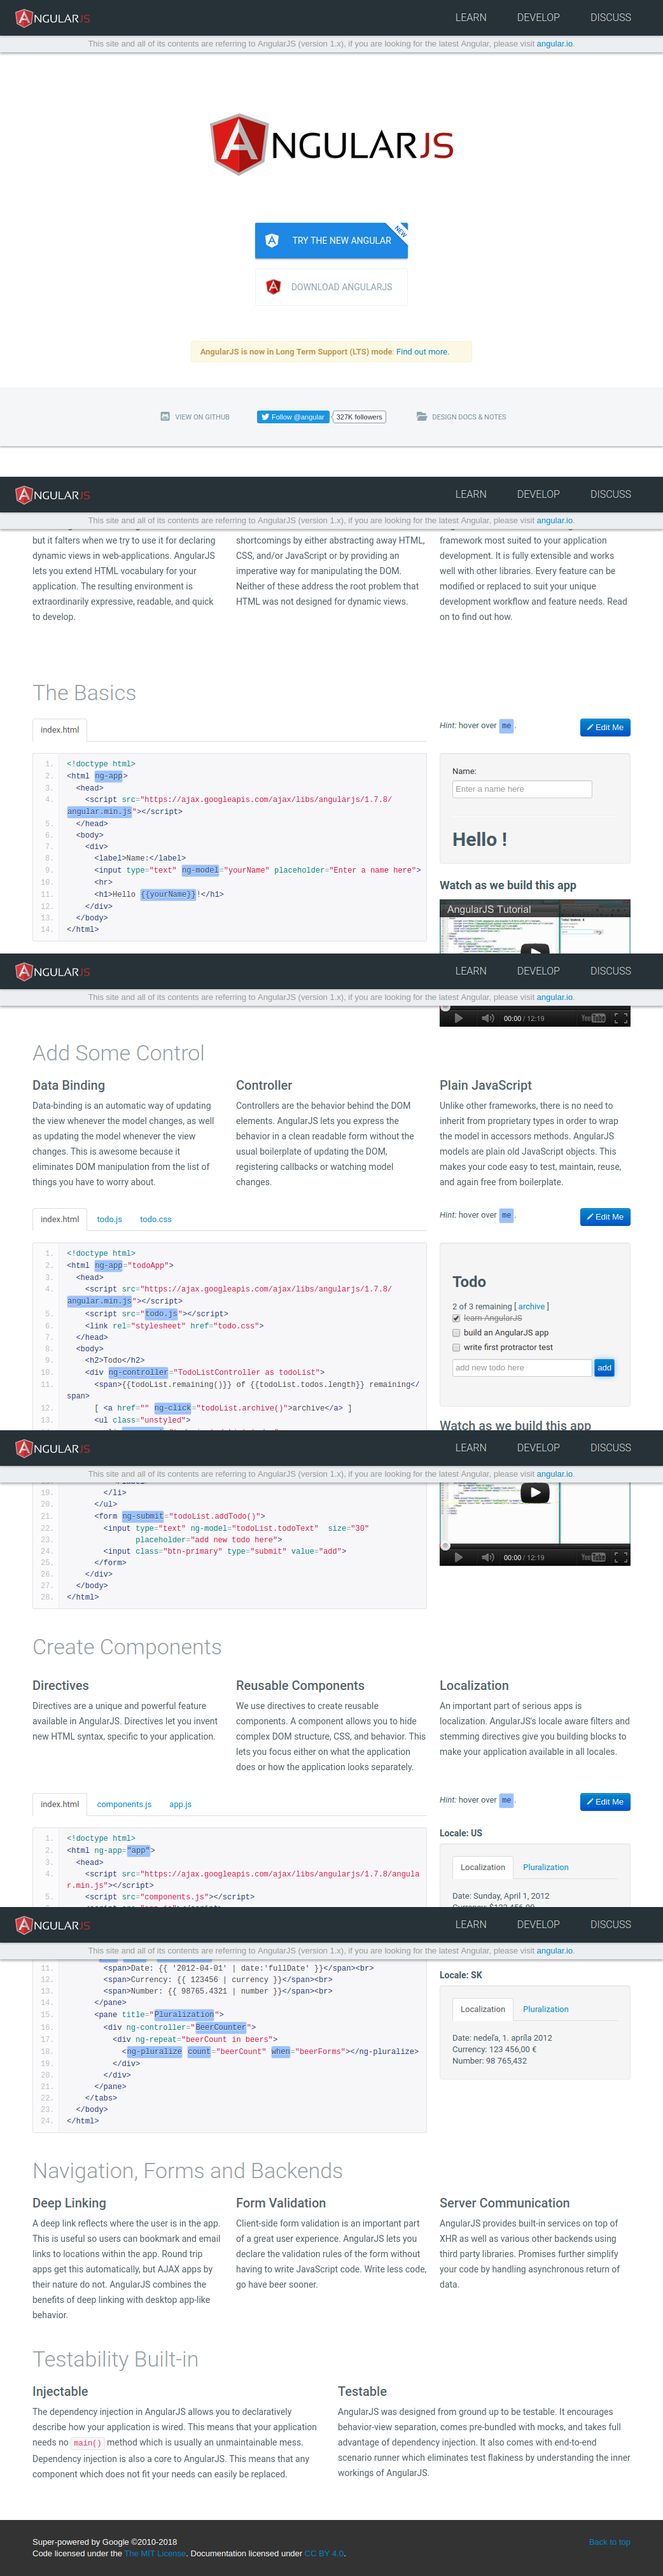 ANGULARJS
LEARN DEVELOP DISCUSS
This site and all of its contents are referring to AngularJS (version 1.x), if you are looking for the latest Angular, please visit angular.io.
ANGULARJS
TRY THE NEW ANGULAR
NEW
DOWNLOAD ANGULARJS
AngularJS is now in Long Term Support (LTS) mode: Find out more.
VIEW ON GITHUB
Follow @angular
327K followers
DESIGN DOCS & NOTES
ANGULARJS
LEARN DEVELOP DISCUSS
This site and all of its contents are referring to AngularJS (version 1.x), if you are looking for the latest Angular, please visit angular.io.
but it falters when we try to use it for declaring
dynamic views in web-applications. AngularJS
lets you extend HTML vocabulary for your
application. The resulting environment is
extraordinarily expressive, readable, and quick
to develop.
shortcomings by either abstracting away HTML,
CSS, and/or JavaScript or by providing an
imperative way for manipulating the DOM.
Neither of these address the root problem that
HTML was not designed for dynamic views.
framework most suited to your application
development. It is fully extensible and works
well with other libraries. Every feature can be
modified or replaced to suit your unique
development workflow and feature needs. Read
on to find out how.
The Basics
index.html
Hint: hover over me .
Edit Me
1. <!doctype html>
2. <html ng-app>
3. <head>
4. <script src="https://ajax.googleapis.com/ajax/libs/angularjs/1.7.8/
angular.min.js"></script>
5. </head>
6. <body>
7. <div>
8. <label>Name:</label>
9. <input type="text" ng-model="yourName" placeholder="Enter a name here">
10. <hr>
11. <h1>Hello {{yourName}}!</h1>
12. </div>
13. </body>
14. </html>
Name:
Enter a name here
Hello !
Watch as we build this app
AngularJS Tutorial
ANGULARJS
LEARN DEVELOP DISCUSS
This site and all of its contents are referring to AngularJS (version 1.x), if you are looking for the latest Angular, please visit angular.io.
00:00 / 12:19
YouTube
Add Some Control
Data Binding
Data-binding is an automatic way of updating
the view whenever the model changes, as well
as updating the model whenever the view
changes. This is awesome because it
eliminates DOM manipulation from the list of
things you have to worry about.
Controller
Controllers are the behavior behind the DOM
elements. AngularJS lets you express the
behavior in a clean readable form without the
usual boilerplate of updating the DOM,
registering callbacks or watching model
changes.
Plain JavaScript
Unlike other frameworks, there is no need to
inherit from proprietary types in order to wrap
the model in accessors methods. AngularJS
models are plain old JavaScript objects. This
makes your code easy to test, maintain, reuse,
and again free from boilerplate.
index.html todo.js todo.css
Hint: hover over me .
Edit Me
1. <!doctype html>
2. <html ng-app="todoApp">
3. <head>
4. <script src="https://ajax.googleapis.com/ajax/libs/angularjs/1.7.8/
angular.min.js"></script>
5. <script src="todo.js"></script>
6. <link rel="stylesheet" href="todo.css">
7. </head>
8. <body>
9. <h2>Todo</h2>
10. <div ng-controller="TodoListController as todoList">
11. <span>{{todoList.remaining()}} of {{todoList.todos.length}} remaining</
span>
12. [ <a href="" ng-click="todoList.archive()">archive</a> ]
13. <ul class="unstyled">
Todo
2 of 3 remaining [ archive ]
learn AngularJS
build an AngularJS app
write first protractor test
add new todo here
add
Watch as we build this app
ANGULARJS
LEARN DEVELOP DISCUSS
This site and all of its contents are referring to AngularJS (version 1.x), if you are looking for the latest Angular, please visit angular.io.
19. </li>
20. </ul>
21. <form ng-submit="todoList.addTodo()">
22. <input type="text" ng-model="todoList.todoText" size="30"
23. placeholder="add new todo here">
24. <input class="btn-primary" type="submit" value="add">
25. </form>
26. </div>
27. </body>
28. </html>
00:00 / 12:19
YouTube
Create Components
Directives
Directives are a unique and powerful feature
available in AngularJS. Directives let you invent
new HTML syntax, specific to your application.
Reusable Components
We use directives to create reusable
components. A component allows you to hide
complex DOM structure, CSS, and behavior. This
lets you focus either on what the application
does or how the application looks separately.
Localization
An important part of serious apps is
localization. AngularJS's locale aware filters and
stemming directives give you building blocks to
make your application available in all locales.
index.html components.js app.js
Hint: hover over me .
Edit Me
1. <!doctype html>
2. <html ng-app="app">
3. <head>
4. <script src="https://ajax.googleapis.com/ajax/libs/angularjs/1.7.8/angula
r.min.js"></script>
5. <script src="components.js"></script>
Locale: US
Localization Pluralization
Date: Sunday, April 1, 2012
ANGULARJS
LEARN DEVELOP DISCUSS
This site and all of its contents are referring to AngularJS (version 1.x), if you are looking for the latest Angular, please visit angular.io.
11. <span>Date: {{ '2012-04-01' | date:'fullDate' }}</span><br>
12. <span>Currency: {{ 123456 | currency }}</span><br>
13. <span>Number: {{ 98765.4321 | number }}</span><br>
14. </pane>
15. <pane title="Pluralization">
16. <div ng-controller="BeerCounter">
17. <div ng-repeat="beerCount in beers">
18. <ng-pluralize count="beerCount" when="beerForms"></ng-pluralize>
19. </div>
20. </div>
21. </pane>
22. </tabs>
23. </body>
24. </html>
Locale: SK
Localization Pluralization
Date: nedeľa, 1. apríla 2012
Currency: 123 456,00 €
Number: 98 765,432
Navigation, Forms and Backends
Deep Linking
A deep link reflects where the user is in the app.
This is useful so users can bookmark and email
links to locations within the app. Round trip
apps get this automatically, but AJAX apps by
their nature do not. AngularJS combines the
benefits of deep linking with desktop app-like
behavior.
Form Validation
Client-side form validation is an important part
of a great user experience. AngularJS lets you
declare the validation rules of the form without
having to write JavaScript code. Write less code,
go have beer sooner.
Server Communication
AngularJS provides built-in services on top of
XHR as well as various other backends using
third party libraries. Promises further simplify
your code by handling asynchronous return of
data.
Testability Built-in
Injectable
The dependency injection in AngularJS allows you to declaratively
describe how your application is wired. This means that your application
needs no main() method which is usually an unmaintainable mess.
Dependency injection is also a core to AngularJS. This means that any
component which does not fit your needs can easily be replaced.
Testable
AngularJS was designed from ground up to be testable. It encourages
behavior-view separation, comes pre-bundled with mocks, and takes full
advantage of dependency injection. It also comes with end-to-end
scenario runner which eliminates test flakiness by understanding the inner
workings of AngularJS.
Super-powered by Google ©2010-2018
Back to top
Code licensed under the The MIT License. Documentation licensed under CC BY 4.0.